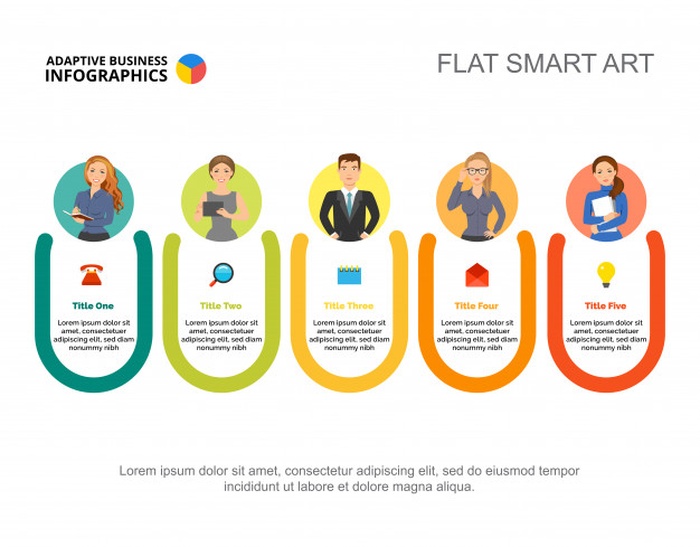 ADAPTIVE BUSINESS
INFOGRAPHICS
FLAT SMART ART
Title One
Lorem ipsum dolor sit
amet, consectetuer
adipiscing elit, sed diam
nonummy nibh
Title Two
Lorem ipsum dolor sit
amet, consectetuer
adipiscing elit, sed diam
nonummy nibh
Title Three
Lorem ipsum dolor sit
amet, consectetuer
adipiscing elit, sed diam
nonummy nibh
Title Four
Lorem ipsum dolor sit
amet, consectetuer
adipiscing elit, sed diam
nonummy nibh
Title Five
Lorem ipsum dolor sit
amet, consectetuer
adipiscing elit, sed diam
nonummy nibh
Lorem ipsum dolor sit amet, consectetur adipiscing elit, sed do eiusmod tempor
incididunt ut labore et dolore magna aliqua.